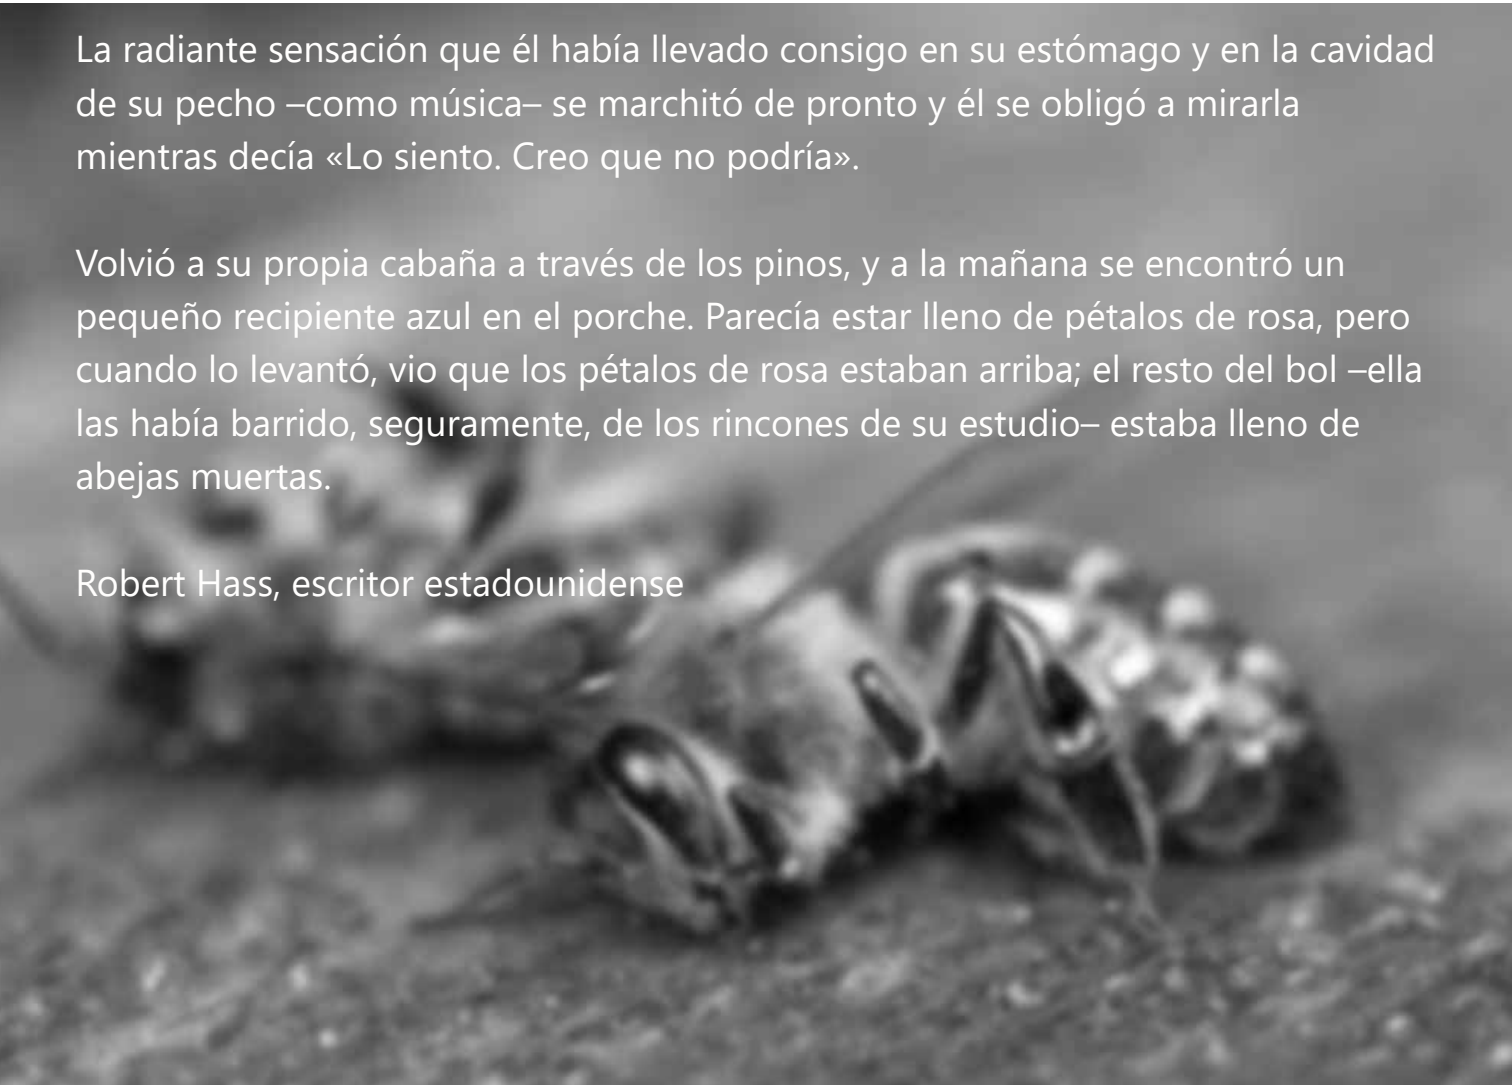 La radiante sensación que él había llevado consigo en su estómago y en la cavidad
de su pecho –como música– se marchitó de pronto y él se obligó a mirarla
mientras decía «Lo siento. Creo que no podría».
Volvió a su propia cabaña a través de los pinos, y a la mañana se encontró un
pequeño recipiente azul en el porche. Parecía estar lleno de pétalos de rosa, pero
cuando lo levantó, vio que los pétalos de rosa estaban arriba; el resto del bol –ella
las había barrido, seguramente, de los rincones de su estudio– estaba lleno de
abejas muertas.
Robert Hass, escritor estadounidense